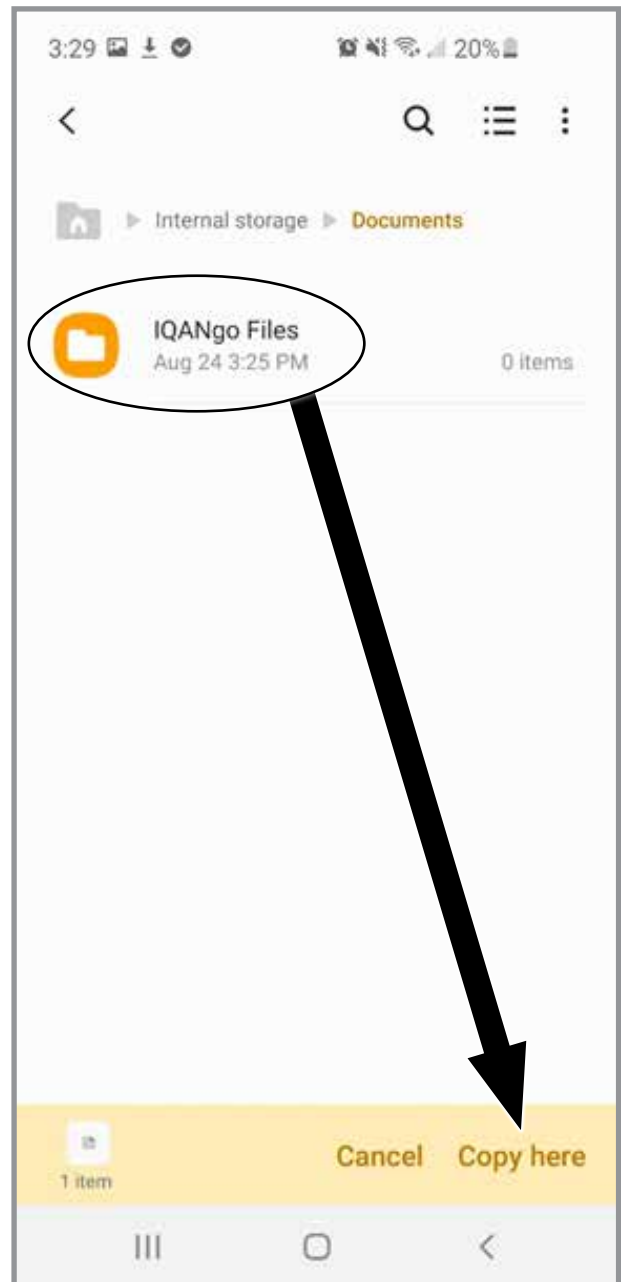 3:29 20%
Internal storage Documents
IQANgo Files
Aug 24 3:25 PM 0 items
Cancel Copy here
1 item